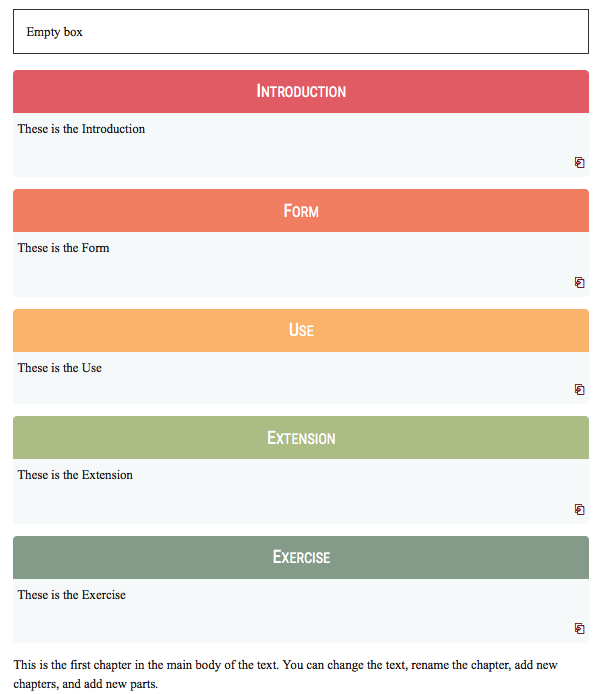 Empty box
INTRODUCTION
These is the Introduction
FORM
These is the Form
USE
These is the Use
EXTENSION
These is the Extension
EXERCISE
These is the Exercise
This is the first chapter in the main body of the text. You can change the text, rename the chapter, add new
chapters, and add new parts.